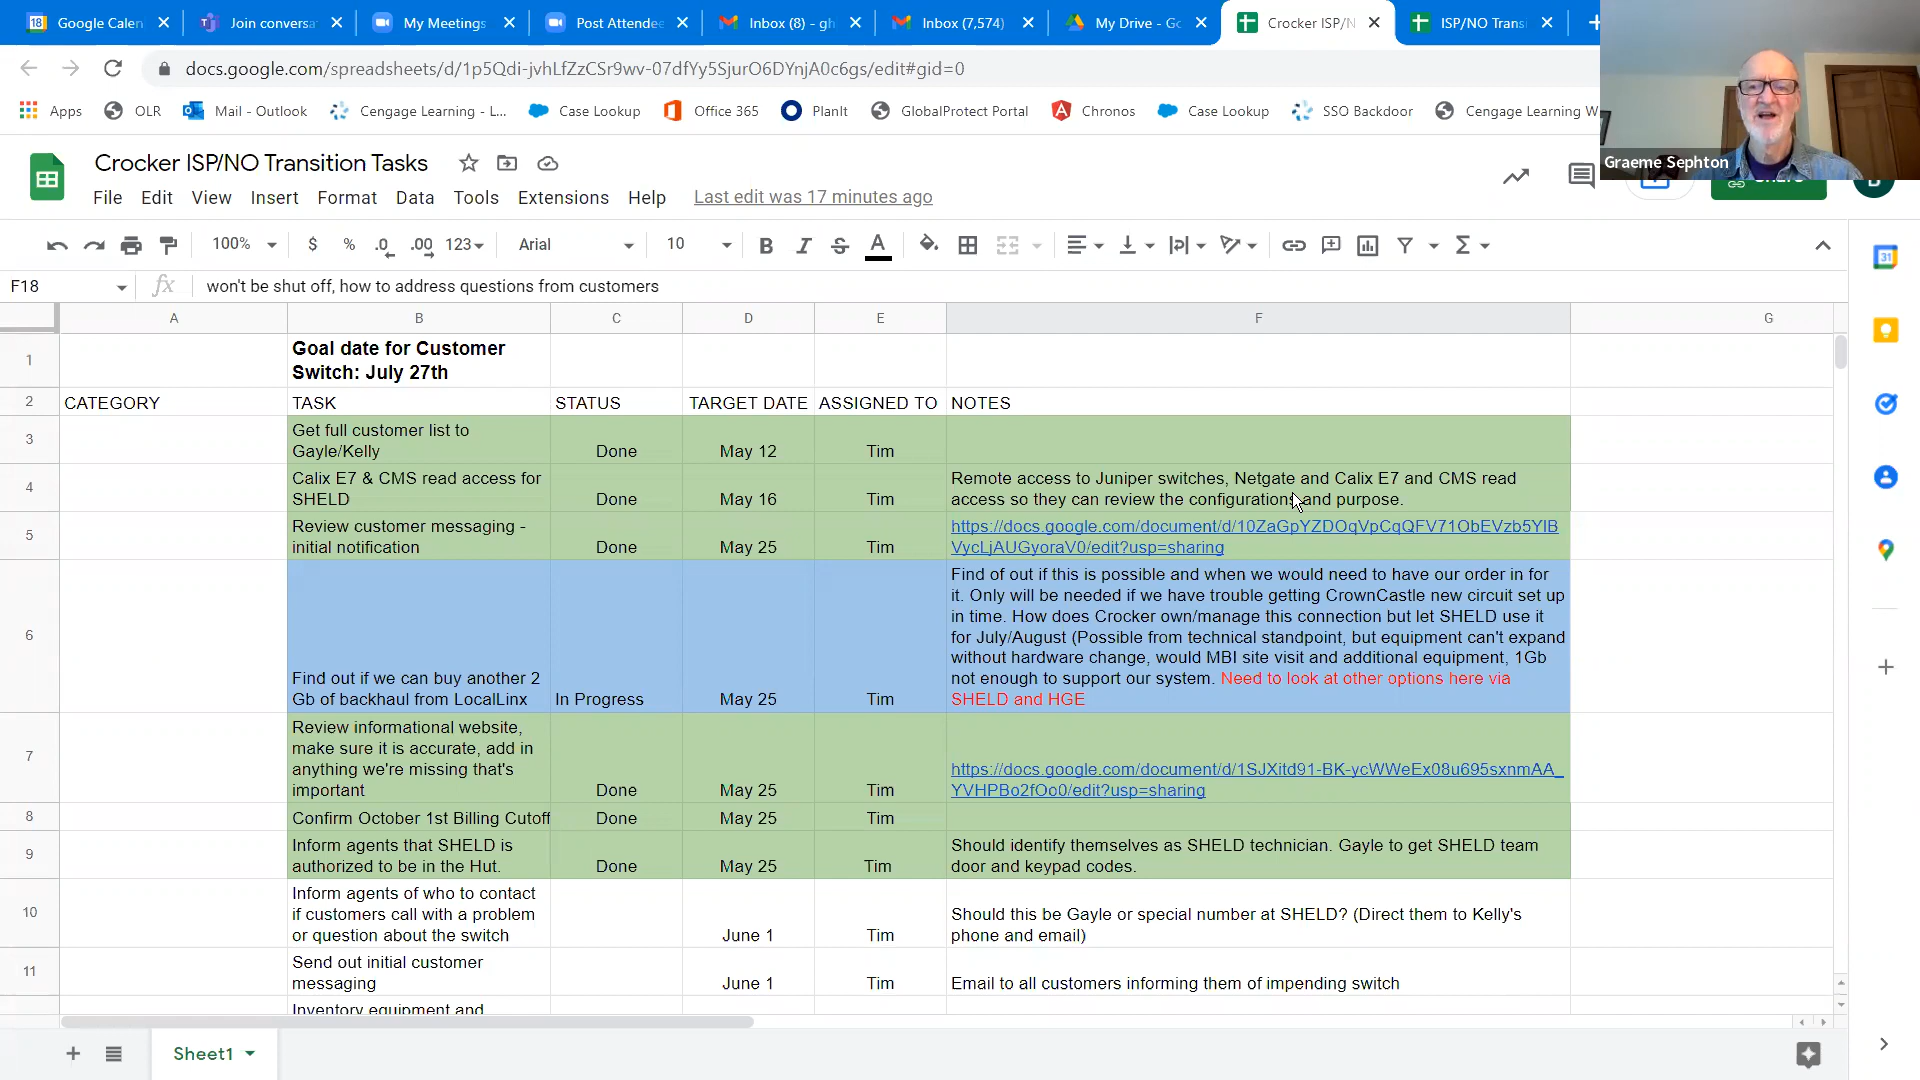 Google Calen
Join conversa
My Meetings
Post Attende
Inbox (8) - gh
Inbox (7,574)
My Drive - Go
Crocker ISP/N
ISP/NO Trans
docs.google.com/spreadsheets/d/1p5Qdi-jvhLfZzCSr9wv-07dfYy5SjurO6DYnjA0c6gs/edit#gid=0
Apps
OLR
Mail - Outlook
Cengage Learning - L...
Case Lookup
Office 365
PlanIt
GlobalProtect Portal
Chronos
Case Lookup
SSO Backdoor
Cengage Learning W
Graeme Sephton
Crocker ISP/NO Transition Tasks
File Edit View Insert Format Data Tools Extensions Help Last edit was 17 minutes ago
100% $ % .0 .00 123 Arial 10
F18 fx won't be shut off, how to address questions from customers
A B C D E F G
1 Goal date for Customer
Switch: July 27th
2 CATEGORY TASK STATUS TARGET DATE ASSIGNED TO NOTES
3 Get full customer list to
Gayle/Kelly Done May 12 Tim
4 Calix E7 & CMS read access for
SHELD Done May 16 Tim
Remote access to Juniper switches, Netgate and Calix E7 and CMS read
access so they can review the configurations and purpose.
5 Review customer messaging -
initial notification Done May 25 Tim
https://docs.google.com/document/d/10ZaGpYZDOqVpCqQFV71ObEVzb5YIB
VycLjAUGyoraV0/edit?usp=sharing
6 Find out if we can buy another 2
Gb of backhaul from LocalLinx In Progress May 25 Tim
Find of out if this is possible and when we would need to have our order in for
it. Only will be needed if we have trouble getting CrownCastle new circuit set up
in time. How does Crocker own/manage this connection but let SHELD use it
for July/August (Possible from technical standpoint, but equipment can't expand
without hardware change, would MBI site visit and additional equipment, 1Gb
not enough to support our system. Need to look at other options here via
SHELD and HGE
7 Review informational website,
make sure it is accurate, add in
anything we're missing that's
important Done May 25 Tim
https://docs.google.com/document/d/1SJXitd91-BK-ycWWeEx08u695sxnmAA_
YVHPBo2fOo0/edit?usp=sharing
8 Confirm October 1st Billing Cutoff Done May 25 Tim
9 Inform agents that SHELD is
authorized to be in the Hut. Done May 25 Tim
Should identify themselves as SHELD technician. Gayle to get SHELD team
door and keypad codes.
10 Inform agents of who to contact
if customers call with a problem
or question about the switch June 1 Tim
Should this be Gayle or special number at SHELD? (Direct them to Kelly's
phone and email)
11 Send out initial customer
messaging June 1 Tim
Email to all customers informing them of impending switch
Inventory equipment and
Sheet1